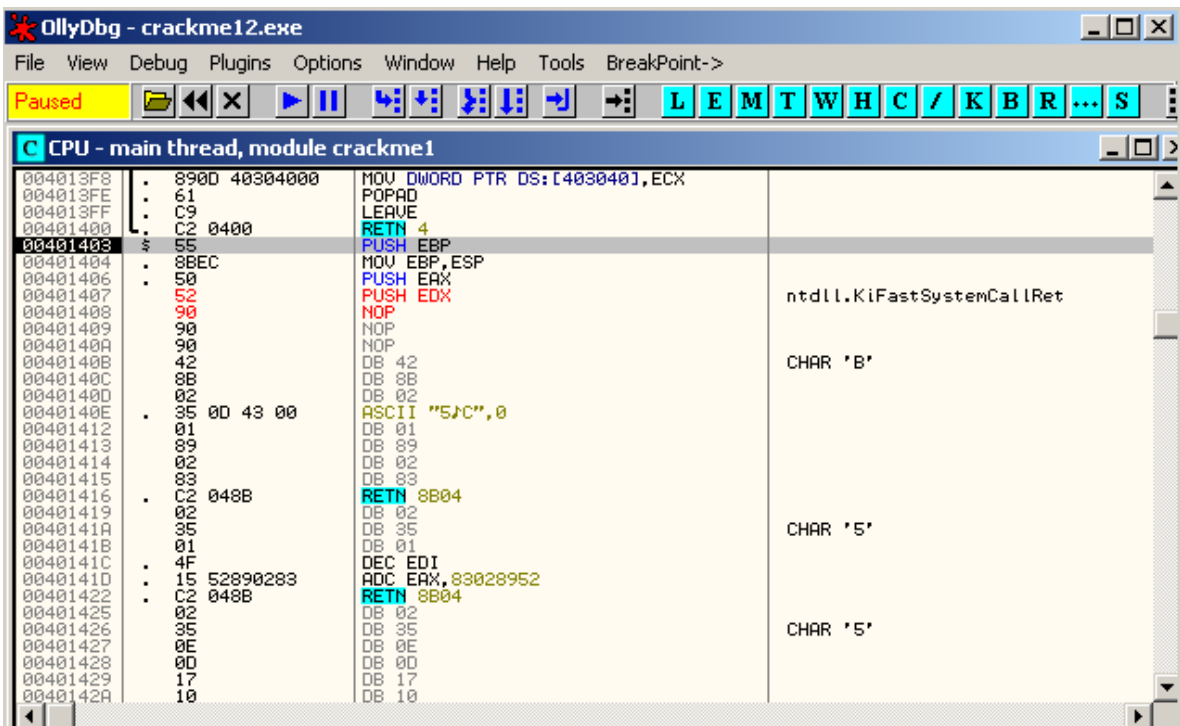 OllyDbg - crackme12.exe
File View Debug Plugins Options Window Help Tools BreakPoint->
Paused L E M T W H C / K B R ... S
C CPU - main thread, module crackme1
004013F8 . 890D 40304000 MOV DWORD PTR DS:[403040],ECX
004013FE . 61 POPAD
004013FF . C9 LEAVE
00401400 . C2 0400 RETN 4
00401403 $ 55 PUSH EBP
00401404 . 8BEC MOV EBP,ESP
00401406 . 50 PUSH EAX
00401407 52 PUSH EDX ntdll.KiFastSystemCallRet
00401408 90 NOP
00401409 90 NOP
0040140A 90 NOP
0040140B 42 DB 42 CHAR 'B'
0040140C 8B DB 8B
0040140D 02 DB 02
0040140E . 35 0D 43 00 ASCII "5♪C",0
00401412 01 DB 01
00401413 89 DB 89
00401414 02 DB 02
00401415 83 DB 83
00401416 . C2 048B RETN 8B04
00401419 02 DB 02
0040141A 35 DB 35 CHAR '5'
0040141B 01 DB 01
0040141C . 4F DEC EDI
0040141D . 15 52890283 ADC EAX,83028952
00401422 . C2 048B RETN 8B04
00401425 02 DB 02
00401426 35 DB 35 CHAR '5'
00401427 0E DB 0E
00401428 0D DB 0D
00401429 17 DB 17
0040142A 10 DB 10